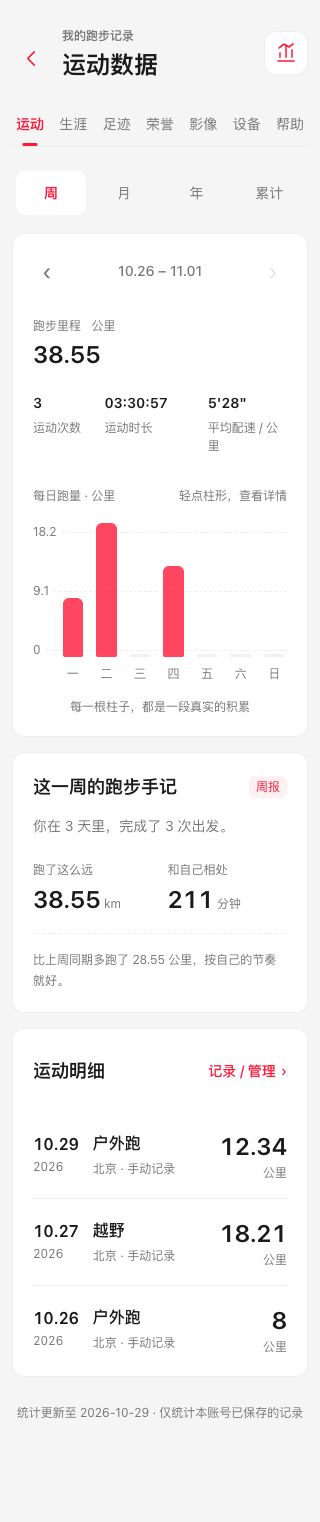 我的跑步记录
运动数据
运动 生涯 足迹 荣誉 影像 设备 帮助
周 月 年 累计
‹ 10.26 – 11.01 ›
跑步里程 公里
38.55
3 03:30:57 5'28"
运动次数 运动时长 平均配速 / 公
里
每日跑量 · 公里 轻点柱形，查看详情
18.2
9.1
0
一 二 三 四 五 六 日
每一根柱子，都是一段真实的积累
这一周的跑步手记 周报
你在 3 天里，完成了 3 次出发。
跑了这么远 和自己相处
38.55 km 211 分钟
比上周同期多跑了 28.55 公里，按自己的节奏
就好。
运动明细 记录 / 管理 ›
10.29 户外跑 12.34
2026 北京 · 手动记录 公里
10.27 越野 18.21
2026 北京 · 手动记录 公里
10.26 户外跑 8
2026 北京 · 手动记录 公里
统计更新至 2026-10-29 · 仅统计本账号已保存的记录